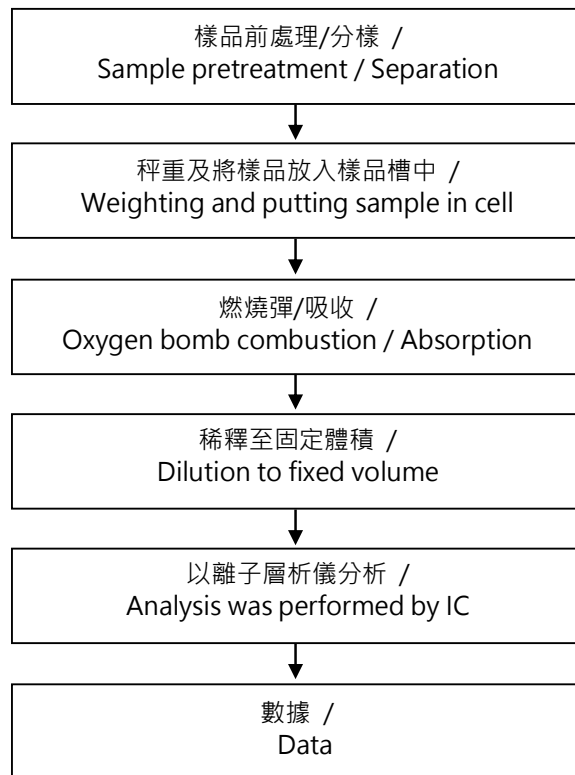 樣品前處理/分樣 /
Sample pretreatment / Separation
秤重及將樣品放入樣品槽中 /
Weighting and putting sample in cell
燃燒彈/吸收 /
Oxygen bomb combustion / Absorption
稀釋至固定體積 /
Dilution to fixed volume
以離子層析儀分析 /
Analysis was performed by IC
數據 /
Data